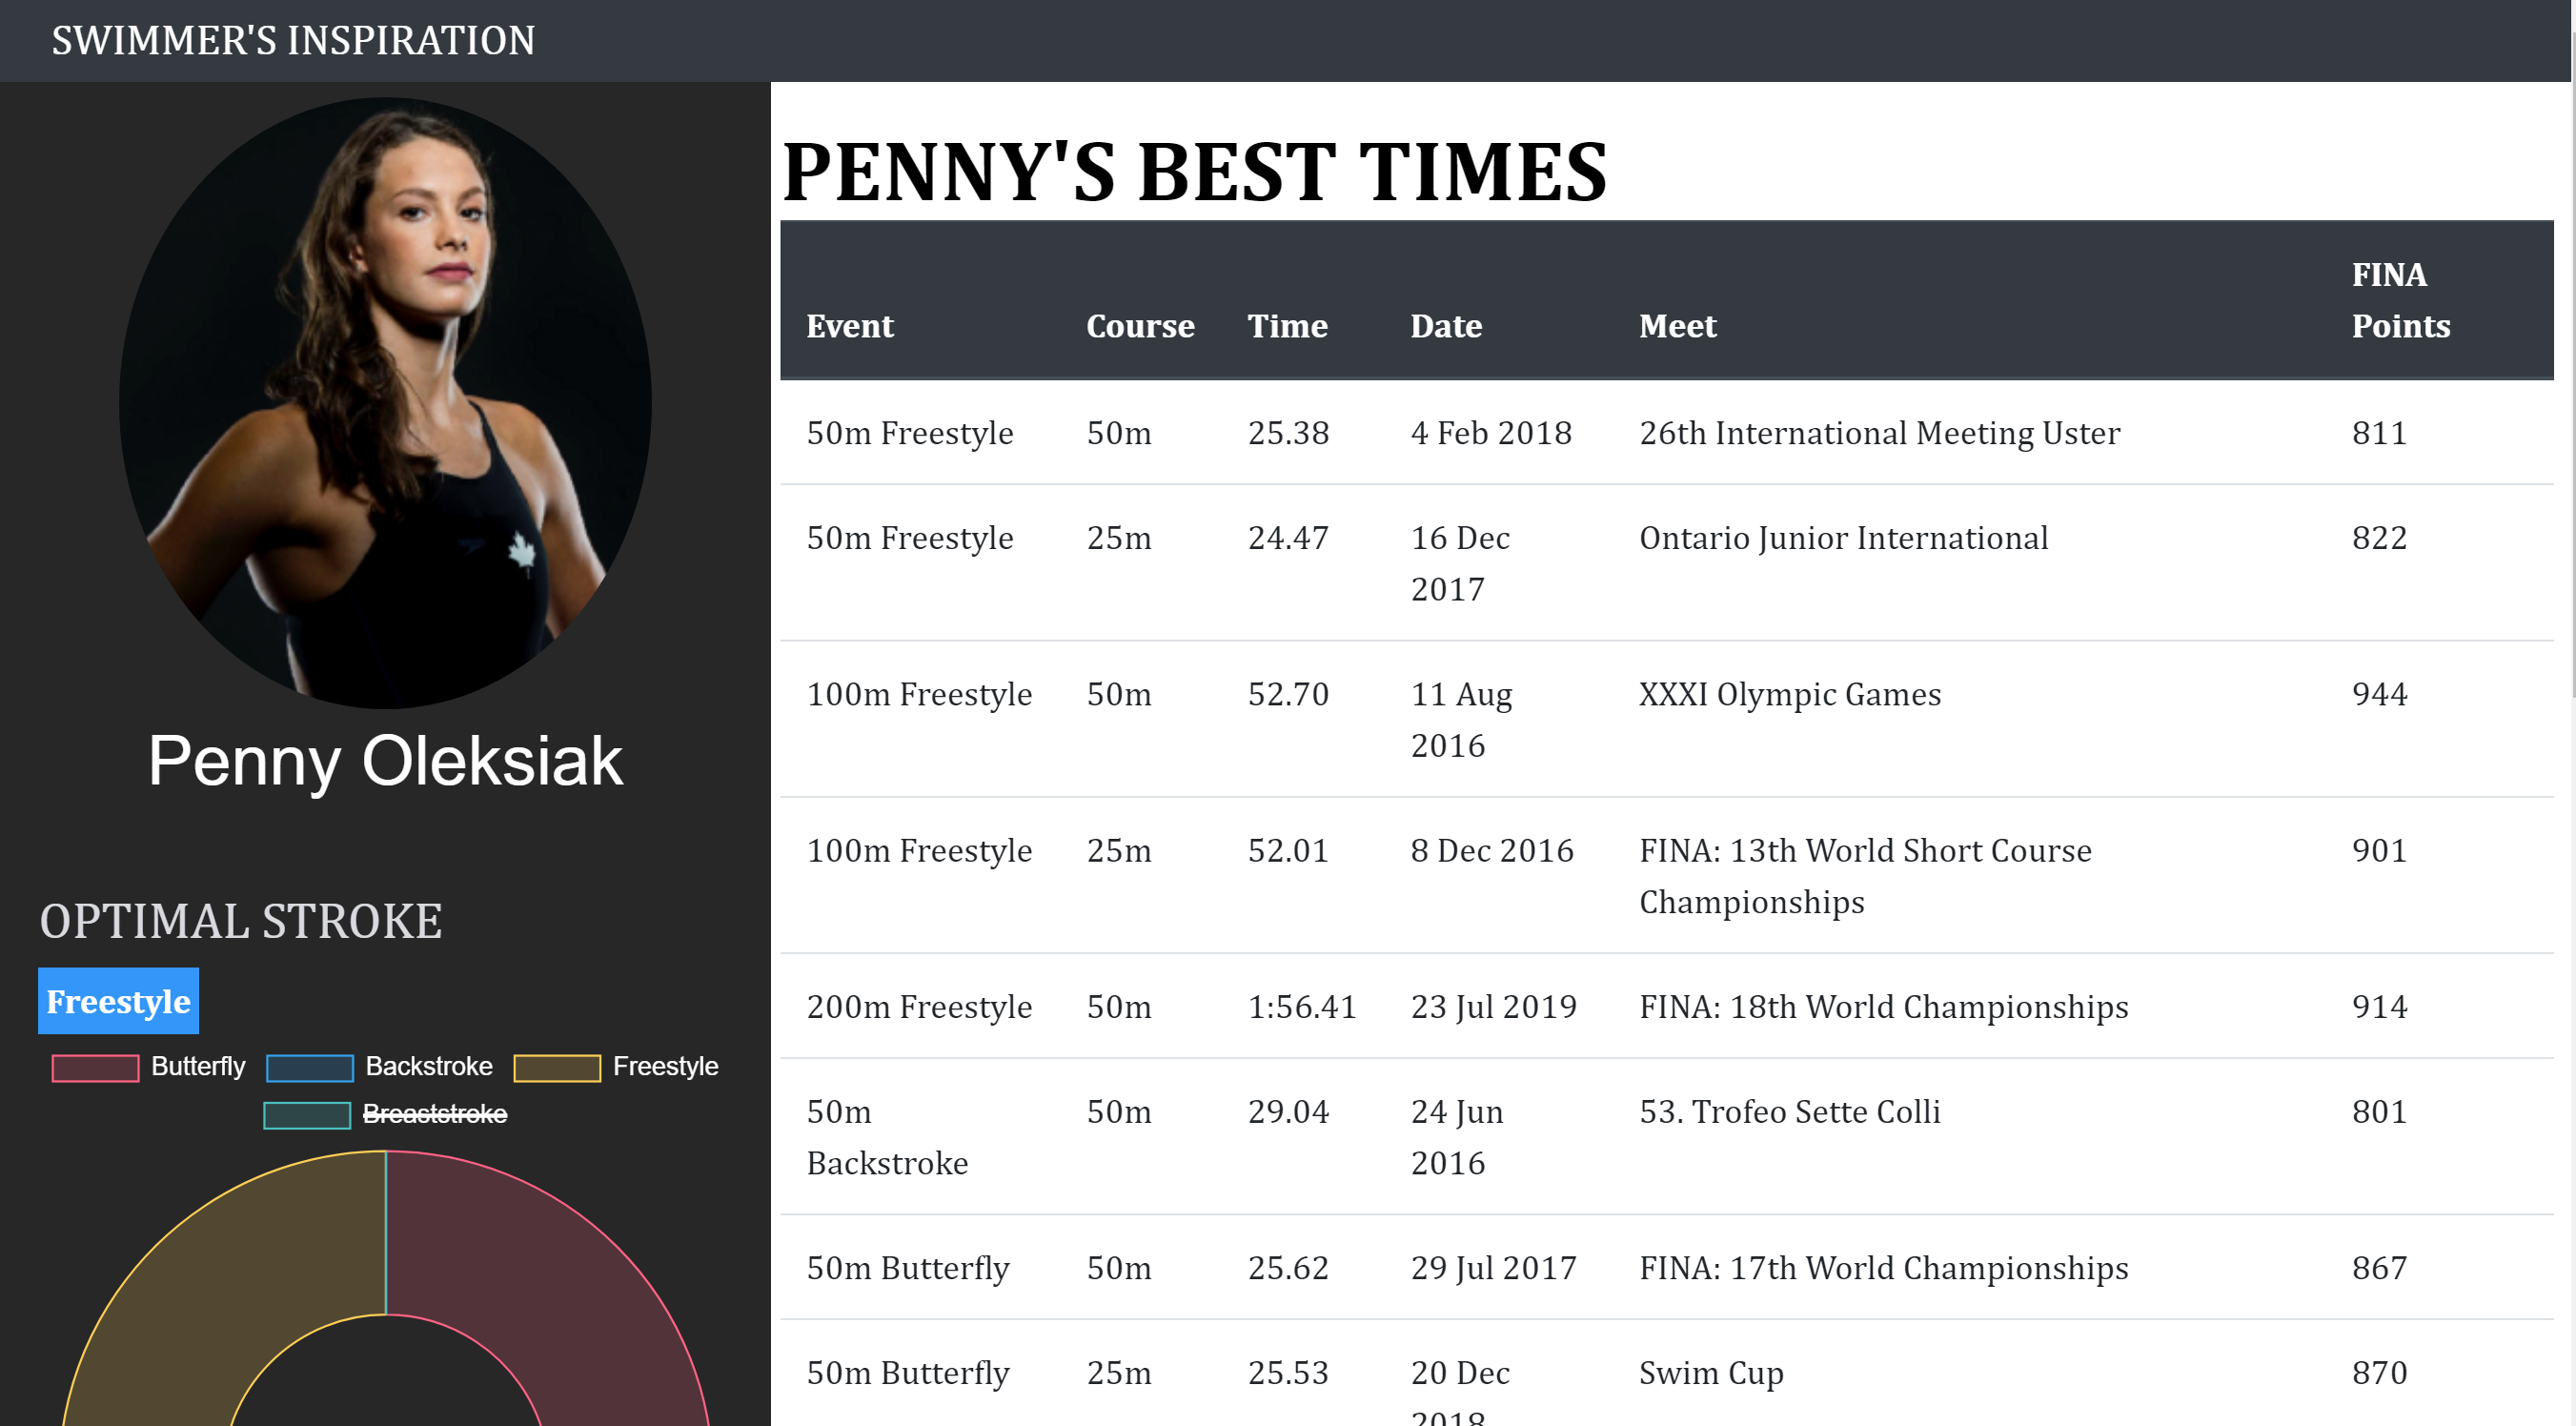 SWIMMER'S INSPIRATION
Penny Oleksiak
OPTIMAL STROKE
Freestyle
Butterfly Backstroke Freestyle
Breaststroke
PENNY'S BEST TIMES
Event Course Time Date Meet FINA Points
50m Freestyle 50m 25.38 4 Feb 2018 26th International Meeting Uster 811
50m Freestyle 25m 24.47 16 Dec 2017 Ontario Junior International 822
100m Freestyle 50m 52.70 11 Aug 2016 XXXI Olympic Games 944
100m Freestyle 25m 52.01 8 Dec 2016 FINA: 13th World Short Course Championships 901
200m Freestyle 50m 1:56.41 23 Jul 2019 FINA: 18th World Championships 914
50m Backstroke 50m 29.04 24 Jun 2016 53. Trofeo Sette Colli 801
50m Butterfly 50m 25.62 29 Jul 2017 FINA: 17th World Championships 867
50m Butterfly 25m 25.53 20 Dec 2018 Swim Cup 870